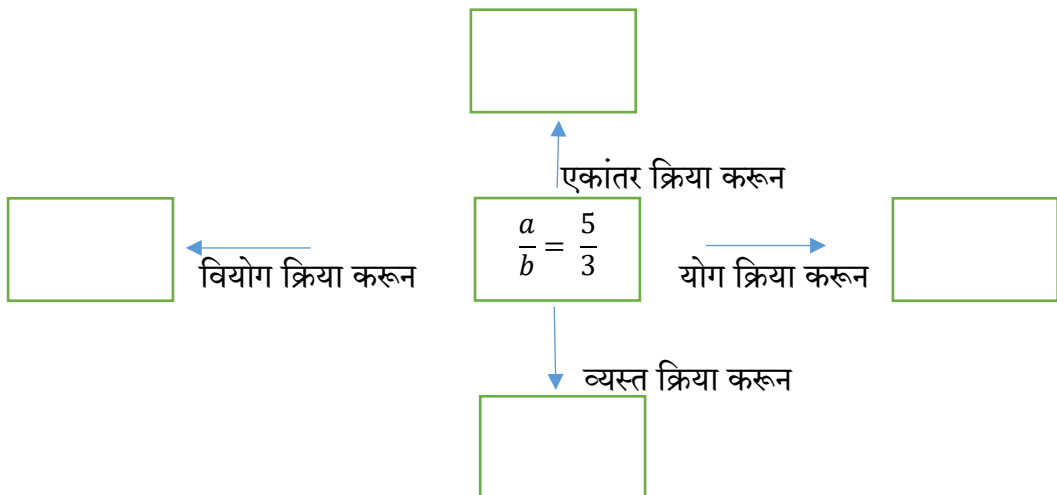 एकांतर क्रिया करून
a/b = 5/3
वियोग क्रिया करून
योग क्रिया करून
व्यस्त क्रिया करून